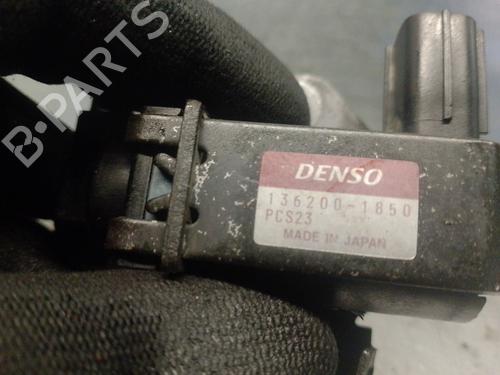 B-PARTS
DENSO
136200-1850
PCS23
MADE IN JAPAN